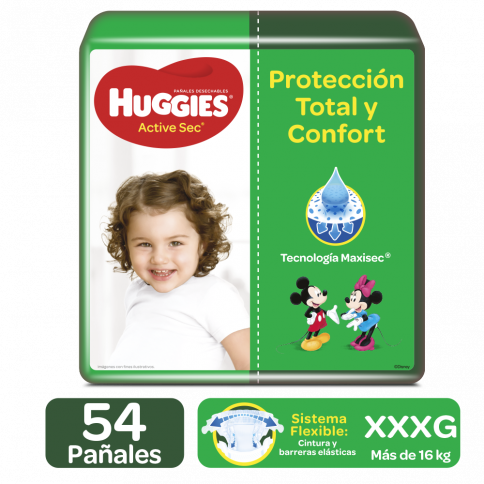 PAÑALES DESECHABLES
HUGGIES®
Active Sec®
Protección
Total y
Confort
Tecnología Maxisec®
©Disney
54
Pañales
Sistema
Flexible:
Cintura y
barreras elásticas
XXXG
Más de 16 kg